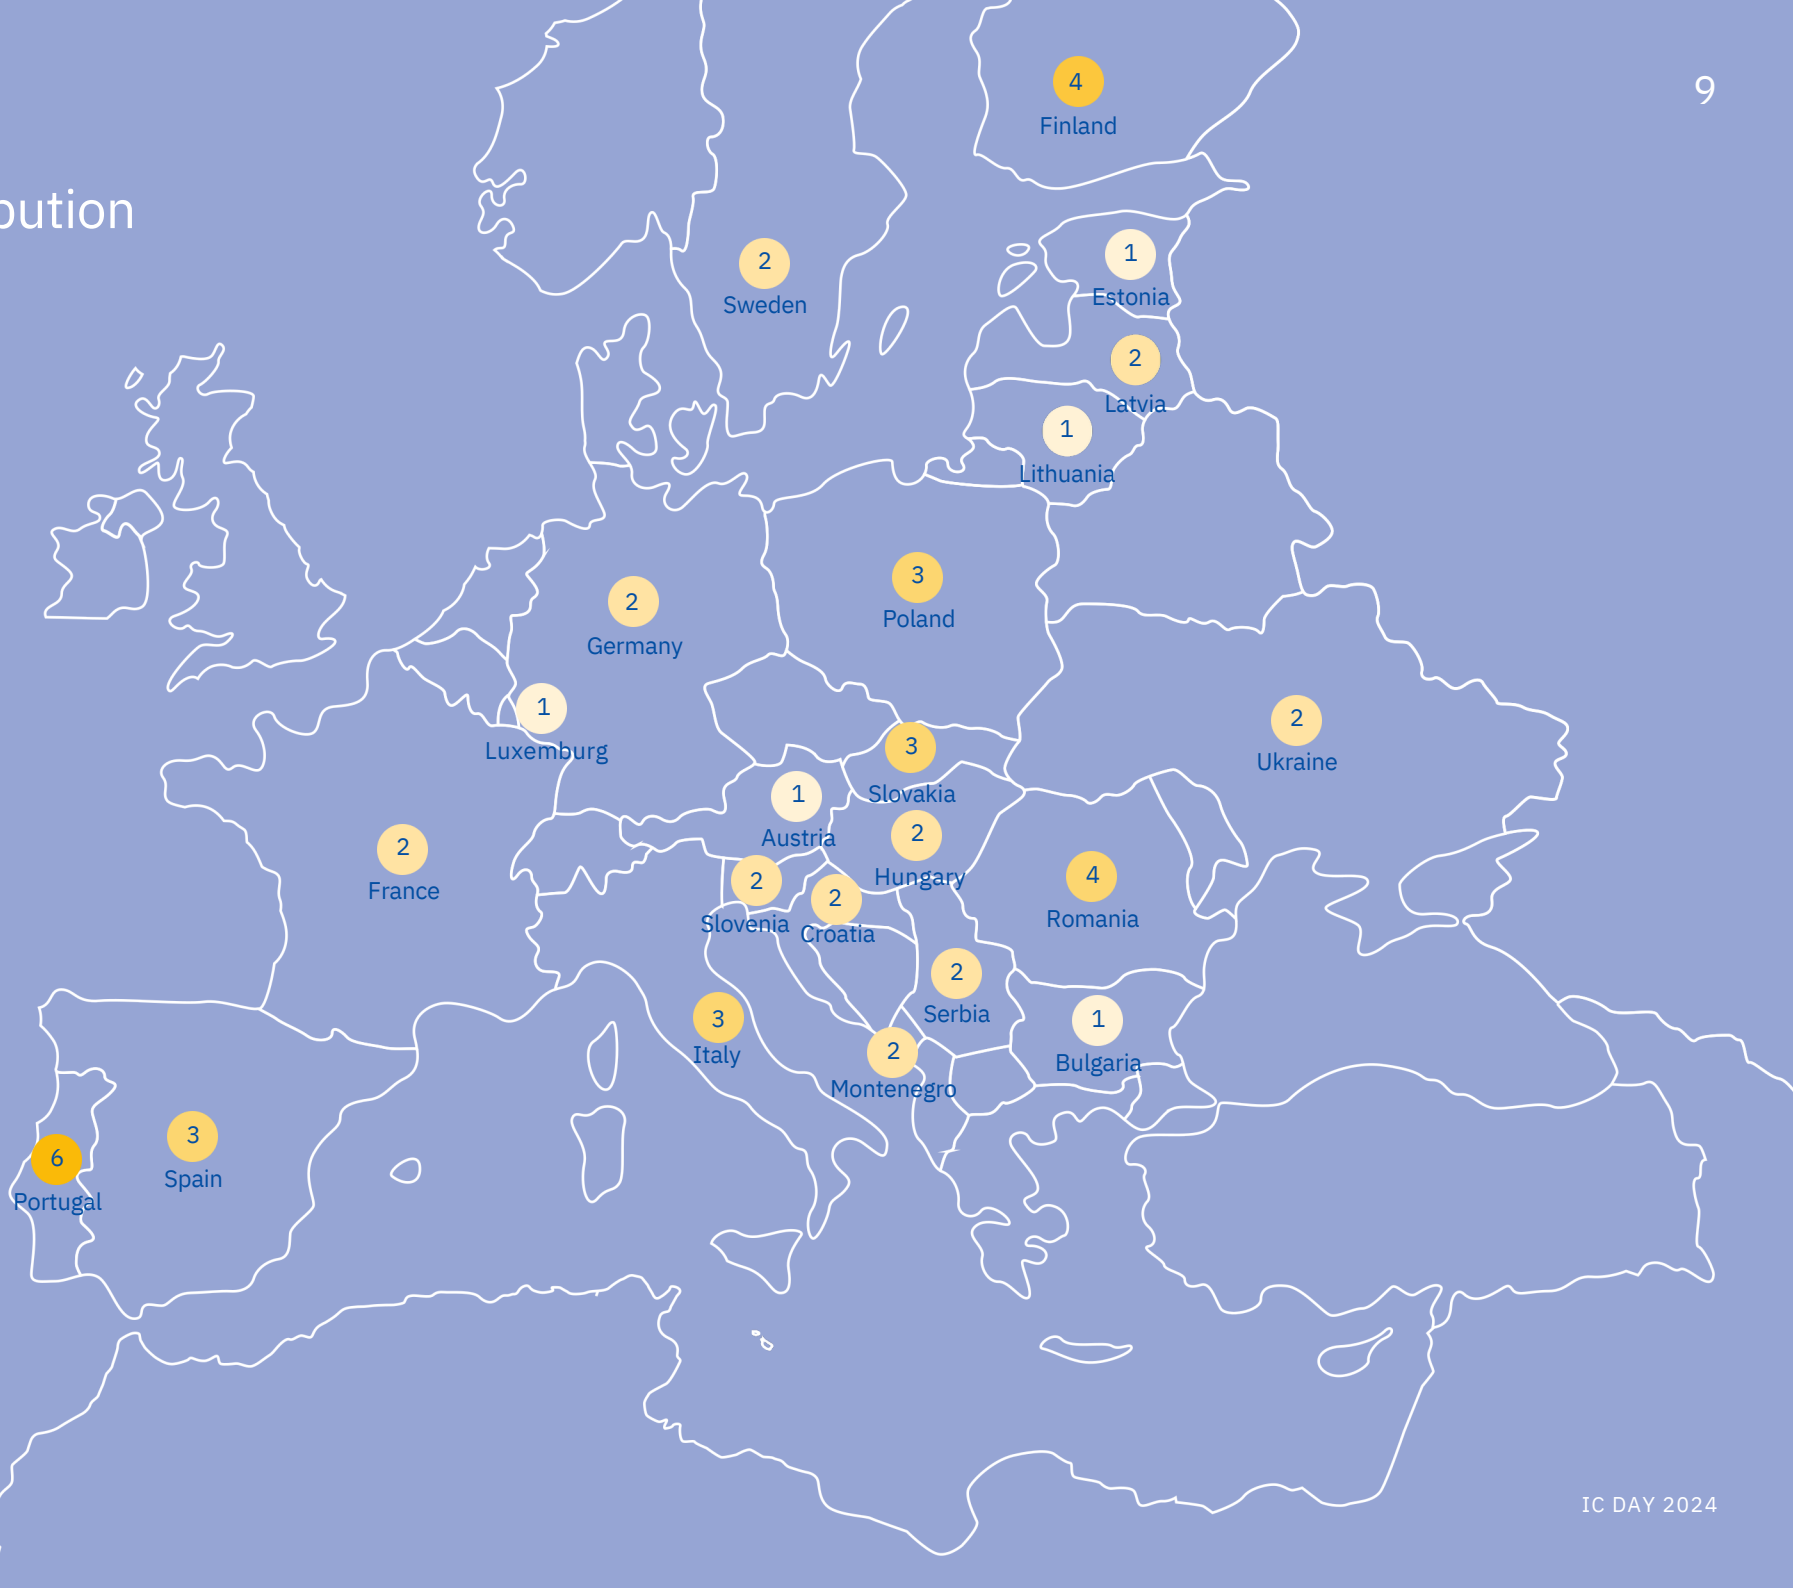 9
bution
4
Finland
2
Sweden
1
Estonia
2
Latvia
1
Lithuania
3
Poland
2
Germany
1
Luxemburg
2
Ukraine
3
Slovakia
1
Austria
2
Hungary
2
France
4
Romania
2
Slovenia
2
Croatia
2
Serbia
3
Italy
1
Bulgaria
2
Montenegro
3
Spain
6
Portugal
IC DAY 2024